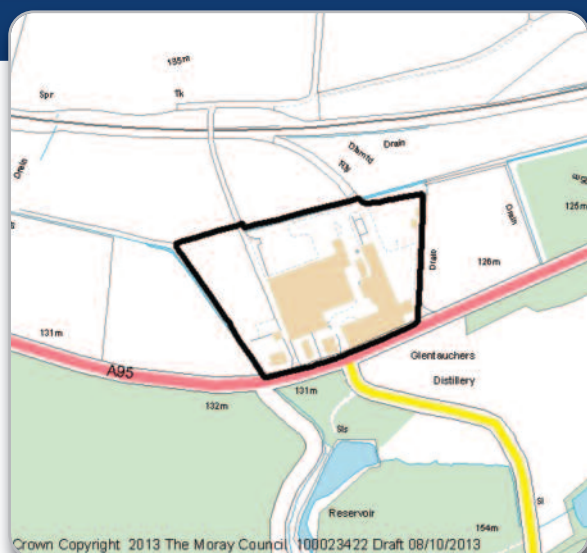 135m
Spr
Tk
Drain
Dismtd
Rly
Drain
Drain
125m
Drain
126m
131m
A95
Glentauchers
Distillery
131m
132m
Sls
Reservoir
Sl
154m
Crown Copyright 2013 The Moray Council 100023422 Draft 08/10/2013